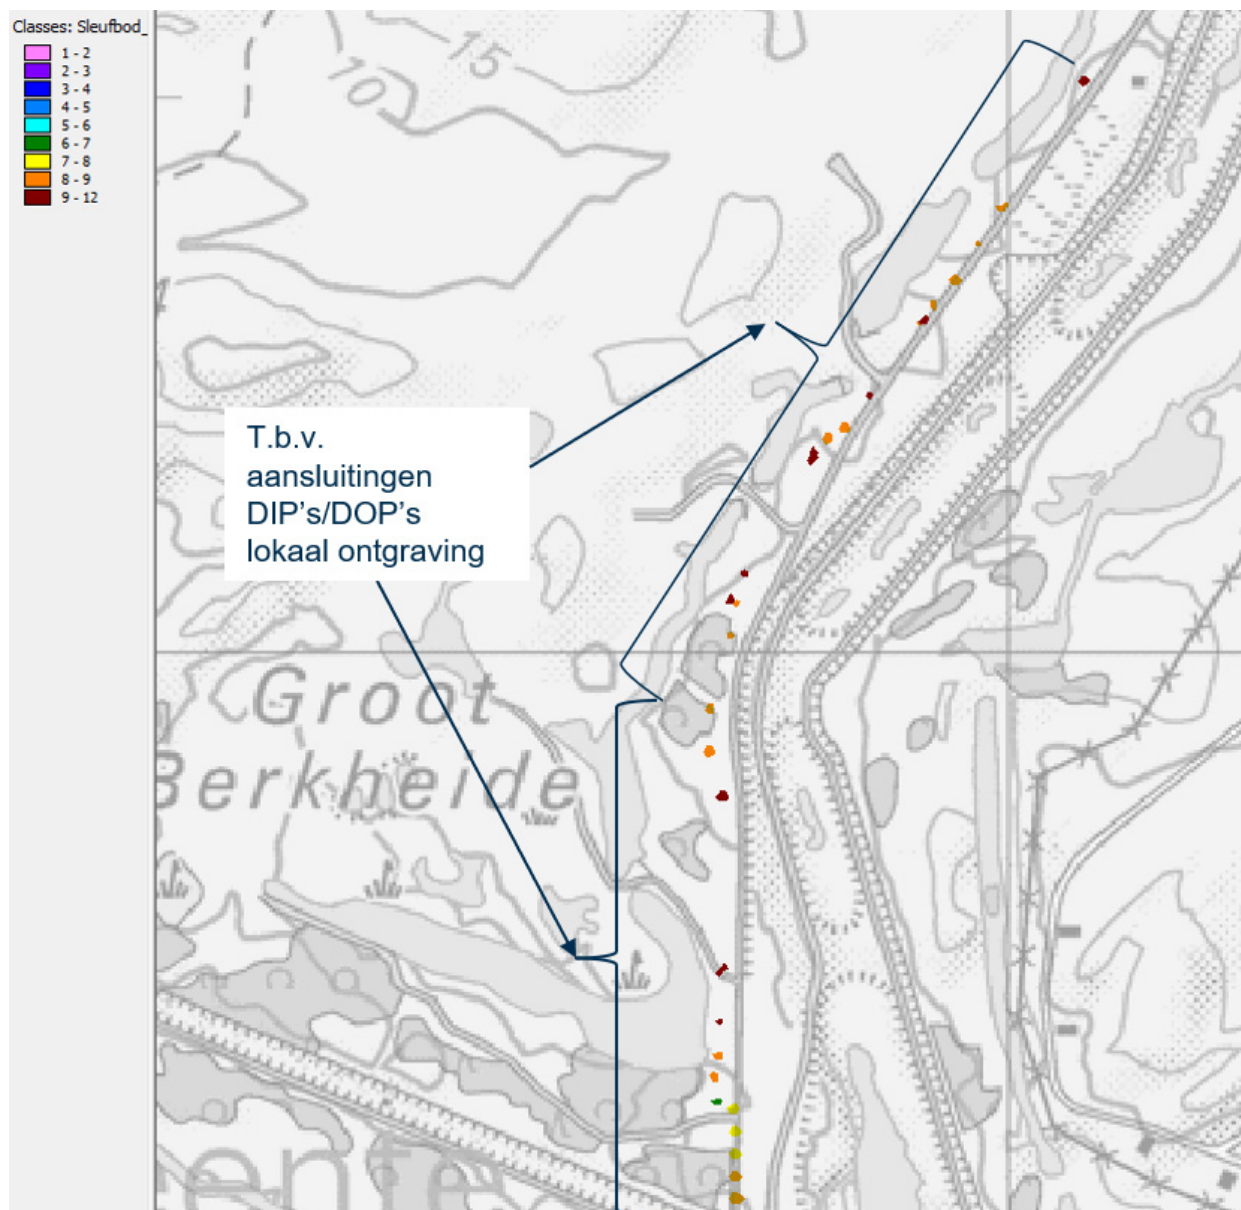 Classes: Sleufbod_
1 - 2
2 - 3
3 - 4
4 - 5
5 - 6
6 - 7
7 - 8
8 - 9
9 - 12
15
10
T.b.v.
aansluitingen
DIP's/DOP's
lokaal ontgraving
Groot
Berkheide
ente